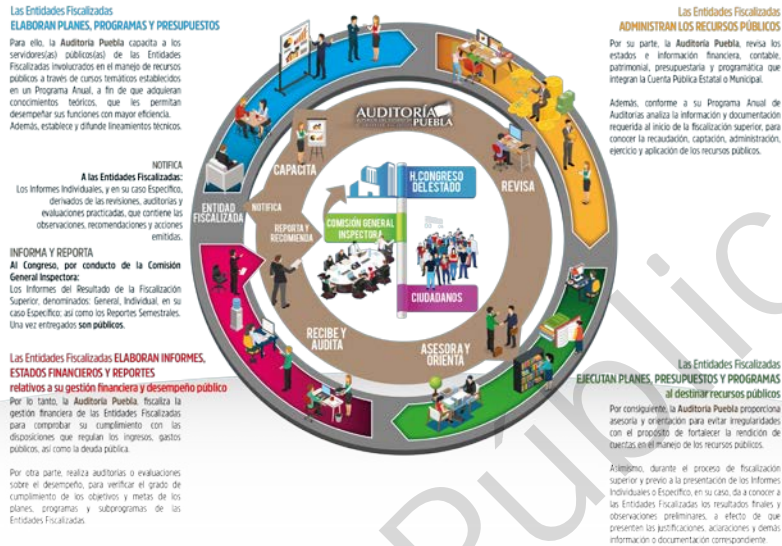 Las Entidades Fiscalizadas
ELABORAN PLANES, PROGRAMAS Y PRESUPUESTOS
Para ello, la Auditoría Puebla capacita a los
servidores(as) públicos(as) de las Entidades
Fiscalizadas involucrados en el manejo de recursos
públicos a través de cursos temáticos establecidos
en un Programa Anual, a fin de que adquieran
conocimientos teóricos, que les permitan
desempeñar sus funciones con mayor eficiencia.
Además, establece y difunde lineamientos técnicos.
NOTIFICA
A las Entidades Fiscalizadas:
Los Informes Individuales, y en su caso Específico,
derivados de las revisiones, auditorías y
evaluaciones practicadas, que contiene las
observaciones, recomendaciones y acciones
emitidas.
INFORMA Y REPORTA
Al Congreso, por conducto de la Comisión
General Inspectora:
Los Informes del Resultado de la Fiscalización
Superior, denominados: General, Individual, en su
caso Específico; así como los Reportes Semestrales.
Una vez entregados son públicos.
Las Entidades Fiscalizadas ELABORAN INFORMES,
ESTADOS FINANCIEROS Y REPORTES
relativos a su gestión financiera y desempeño público
Por lo tanto, la Auditoría Puebla, fiscaliza la
gestión financiera de las Entidades Fiscalizadas
para comprobar su cumplimiento con las
disposiciones que regulan los ingresos, gastos
públicos, así como la deuda pública.
Por otra parte, realiza auditorías o evaluaciones
sobre el desempeño, para verificar el grado de
cumplimiento de los objetivos y metas de los
planes, programas y subprogramas de las
Entidades Fiscalizadas.
AUDITORÍA
PUEBLA
CAPACITA
REVISA
H.CONGRESO
DEL ESTADO
ENTIDAD
FISCALIZADA
NOTIFICA
REPORTA Y
RECOMIENDA
COMISIÓN GENERAL
INSPECTORA
CIUDADANOS
RECIBE Y
AUDITA
ASESORA Y
ORIENTA
Las Entidades Fiscalizadas
ADMINISTRAN LOS RECURSOS PÚBLICOS
Por su parte, la Auditoría Puebla, revisa los
estados e información financiera, contable,
patrimonial, presupuestaria y programática que
integran la Cuenta Pública Estatal o Municipal.
Además, conforme a su Programa Anual de
Auditorías analiza la información y documentación
requerida al inicio de la fiscalización superior, para
conocer la recaudación, captación, administración,
ejercicio y aplicación de los recursos públicos.
Las Entidades Fiscalizadas
EJECUTAN PLANES, PRESUPUESTOS Y PROGRAMAS
al destinar recursos públicos
Por consiguiente, la Auditoría Puebla proporciona
asesoría y orientación para evitar irregularidades
con el propósito de fortalecer la rendición de
cuentas en el manejo de los recursos públicos.
Asimismo, durante el proceso de fiscalización
superior y previo a la presentación de los Informes
Individuales o Específico, en su caso, da a conocer a
las Entidades Fiscalizadas los resultados finales y
observaciones preliminares, a efecto de que
presenten las justificaciones, aclaraciones y demás
información o documentación correspondiente.
Públic